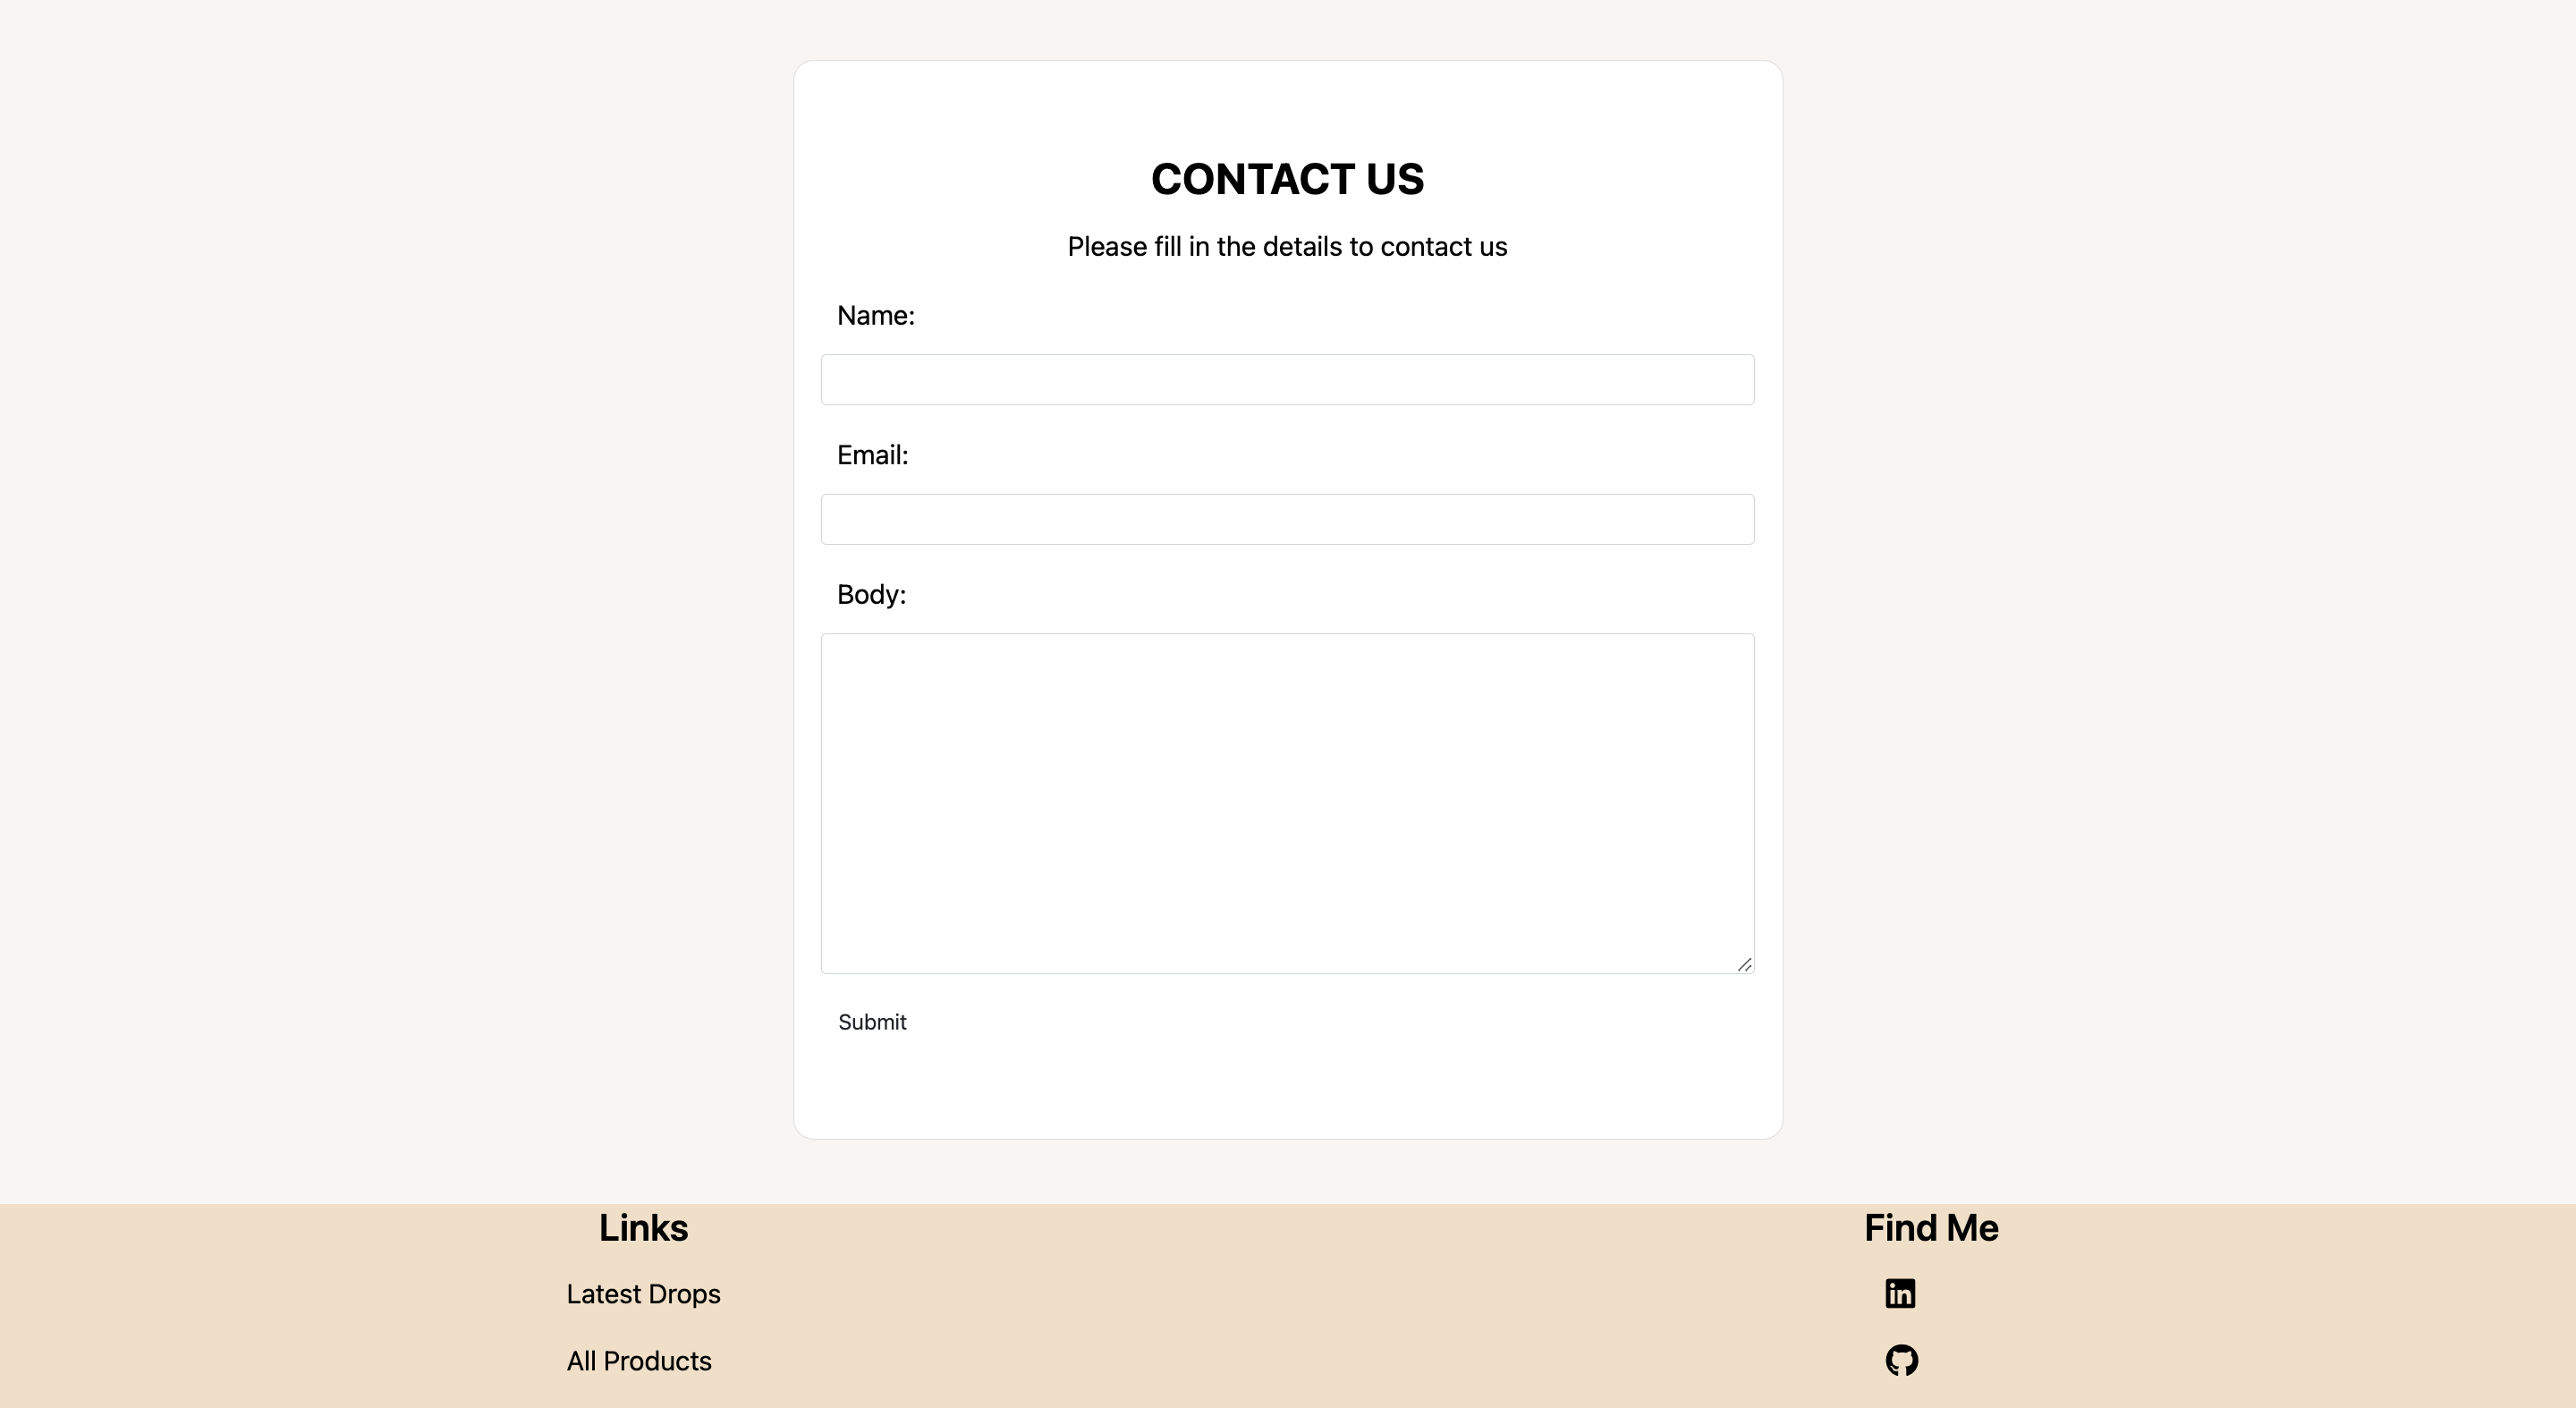 CONTACT US
Please fill in the details to contact us
Name:
Email:
Body:
Submit
Links
Find Me
Latest Drops
in
All Products